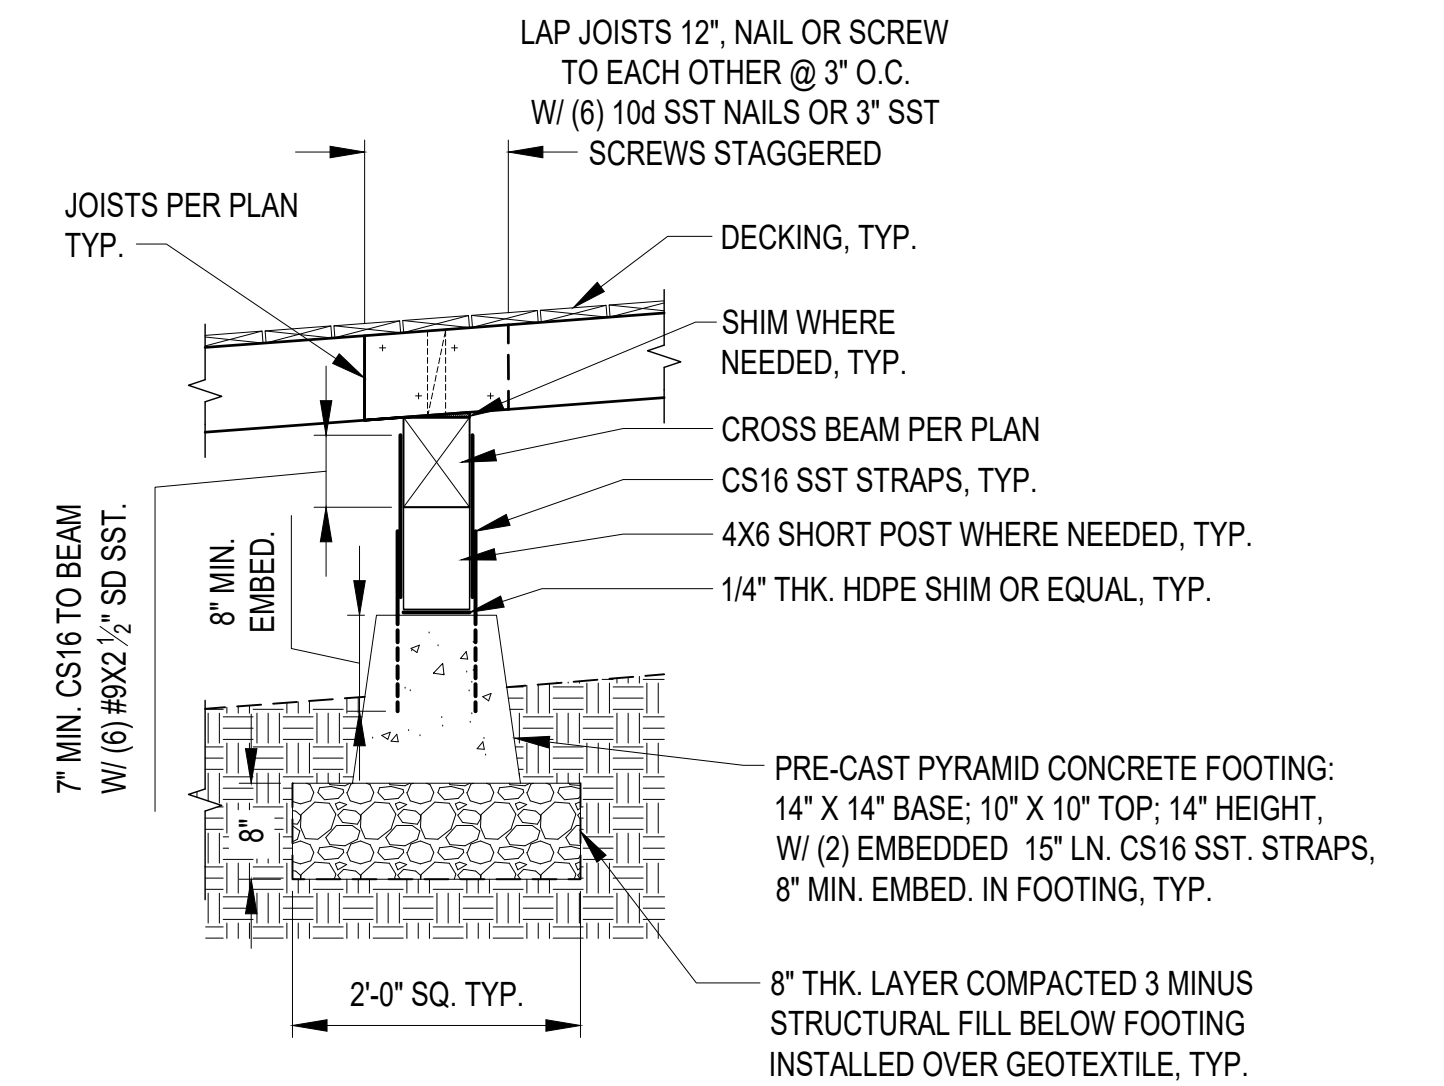 LAP JOISTS 12", NAIL OR SCREW
TO EACH OTHER @ 3" O.C.
W/ (6) 10d SST NAILS OR 3" SST
SCREWS STAGGERED
JOISTS PER PLAN
TYP.
DECKING, TYP.
SHIM WHERE
NEEDED, TYP.
CROSS BEAM PER PLAN
CS16 SST STRAPS, TYP.
4X6 SHORT POST WHERE NEEDED, TYP.
1/4" THK. HDPE SHIM OR EQUAL, TYP.
7" MIN. CS16 TO BEAM
W/ (6) #9X2 1/2" SD SST.
8" MIN.
EMBED.
8"
PRE-CAST PYRAMID CONCRETE FOOTING:
14" X 14" BASE; 10" X 10" TOP; 14" HEIGHT,
W/ (2) EMBEDDED 15" LN. CS16 SST. STRAPS,
8" MIN. EMBED. IN FOOTING, TYP.
2'-0" SQ. TYP.
8" THK. LAYER COMPACTED 3 MINUS
STRUCTURAL FILL BELOW FOOTING
INSTALLED OVER GEOTEXTILE, TYP.